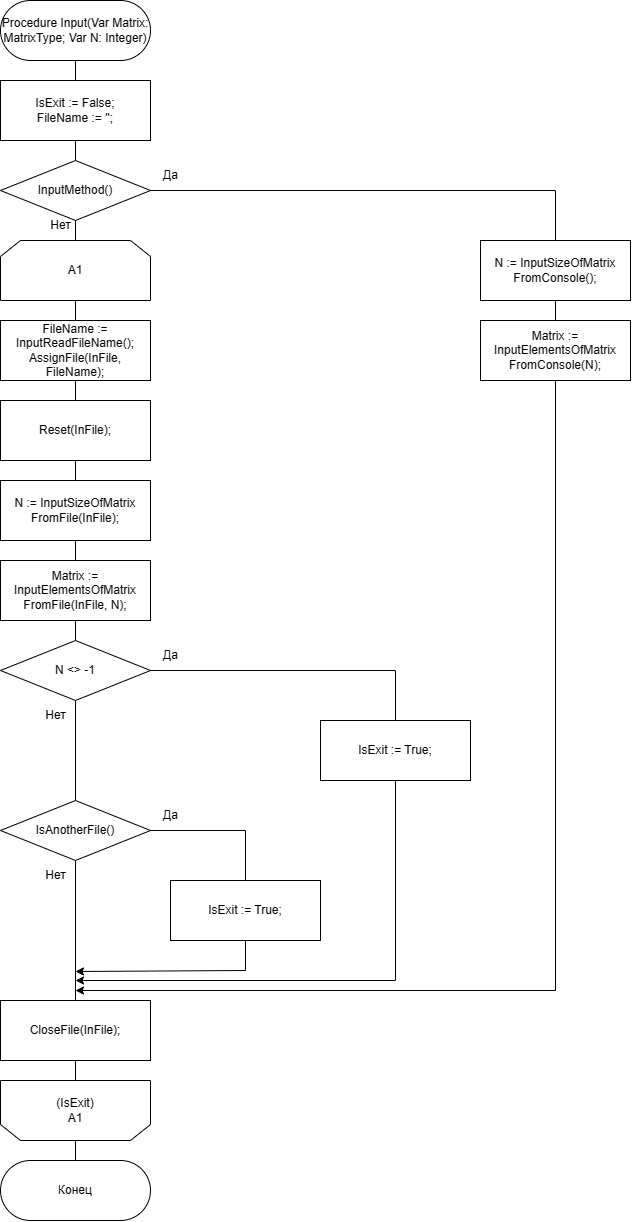 Procedure Input(Var Matrix:
MatrixType; Var N: Integer)
IsExit := False;
FileName := '';
InputMethod()
Да
Нет
A1
N := InputSizeOfMatrix
FromConsole();
FileName :=
InputReadFileName();
AssignFile(InFile,
FileName);
Matrix :=
InputElementsOfMatrix
FromConsole(N);
Reset(InFile);
N := InputSizeOfMatrix
FromFile(InFile);
Matrix :=
InputElementsOfMatrix
FromFile(InFile, N);
N <> -1
Да
Нет
IsExit := True;
IsAnotherFile()
Да
Нет
IsExit := True;
CloseFile(InFile);
(IsExit)
A1
Конец